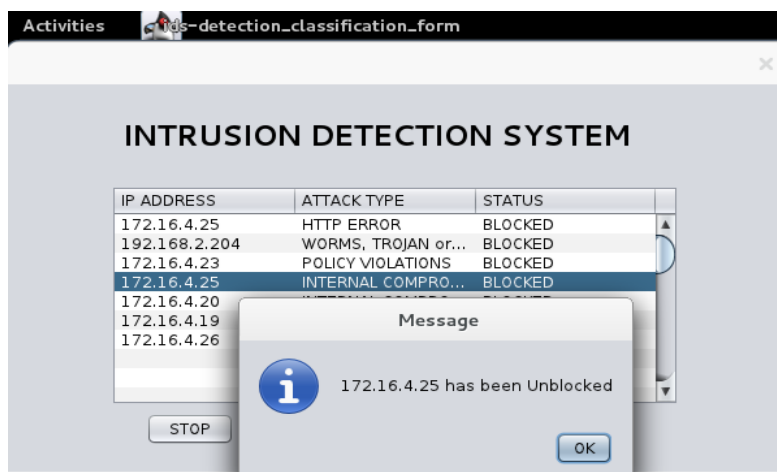 Activities ids-detection_classification_form
INTRUSION DETECTION SYSTEM
IP ADDRESS ATTACK TYPE STATUS
172.16.4.25 HTTP ERROR BLOCKED
192.168.2.204 WORMS, TROJAN or... BLOCKED
172.16.4.23 POLICY VIOLATIONS BLOCKED
172.16.4.25 INTERNAL COMPRO... BLOCKED
172.16.4.20
172.16.4.19
172.16.4.26
Message
172.16.4.25 has been Unblocked
STOP
OK